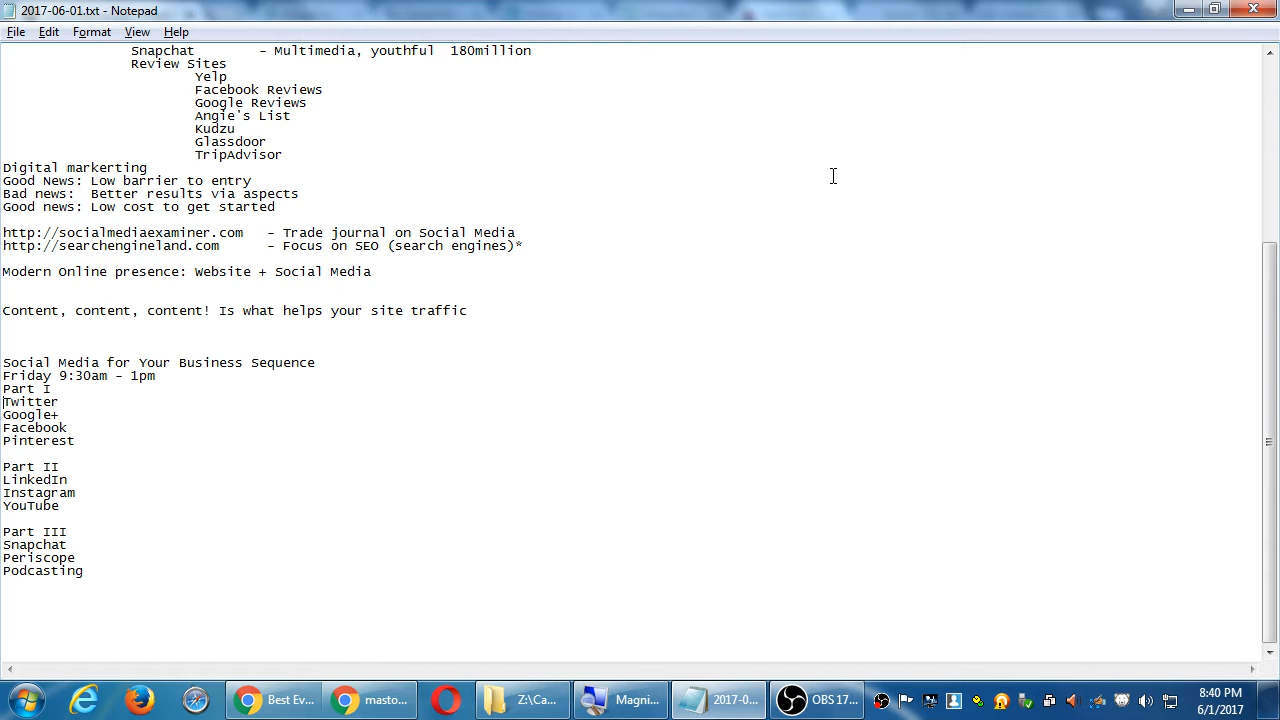 2017-06-01.txt - Notepad
File Edit Format View Help
Snapchat - Multimedia, youthful 180million
Review Sites
Yelp
Facebook Reviews
Google Reviews
Angie's List
Kudzu
Glassdoor
TripAdvisor
Digital markerting
Good News: Low barrier to entry
Bad news: Better results via aspects
Good news: Low cost to get started
http://socialmediaexaminer.com - Trade journal on Social Media
http://searchengineland.com - Focus on SEO (search engines)*
Modern Online presence: Website + Social Media
Content, content, content! Is what helps your site traffic
Social Media for Your Business Sequence
Friday 9:30am - 1pm
Part I
Twitter
Google+
Facebook
Pinterest
Part II
LinkedIn
Instagram
YouTube
Part III
Snapchat
Periscope
Podcasting
Best Ev... masto... Z:\Ca... Magni... 2017-0... OBS 17...
8:40 PM
6/1/2017